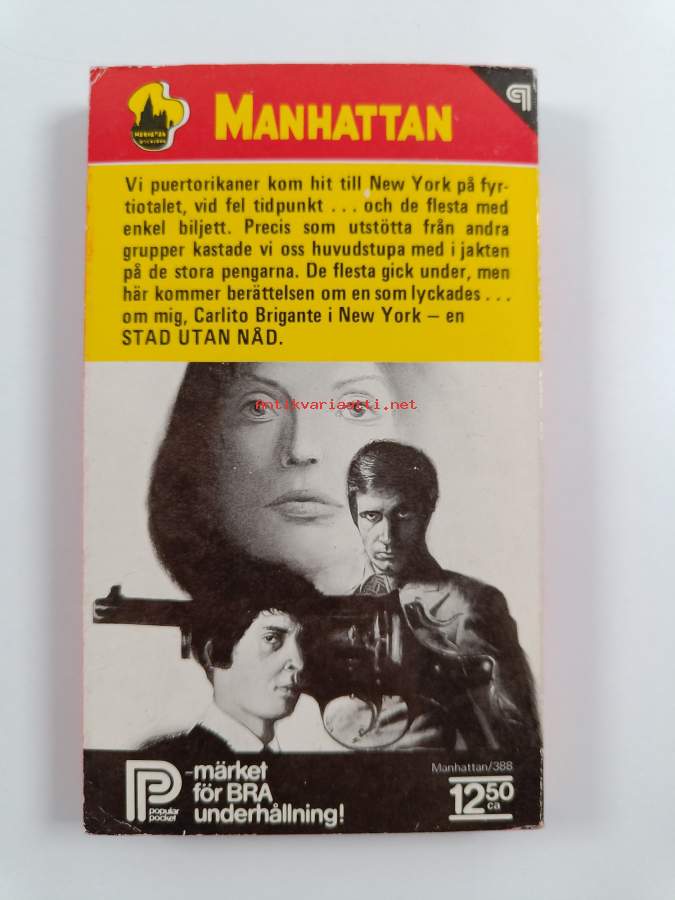 MANHATTAN
Vi puertorikaner kom hit till New York på fyr-
tiotalet, vid fel tidpunkt . . . och de flesta med
enkel biljett. Precis som utstötta från andra
grupper kastade vi oss huvudstupa med i jakten
på de stora pengarna. De flesta gick under, men
här kommer berättelsen om en som lyckades . . .
om mig, Carlito Brigante i New York – en
STAD UTAN NÅD.
Antikvariaatti.net
Manhattan/388
-märket
för BRA
underhållning!
popular
pocket
12.50
ca